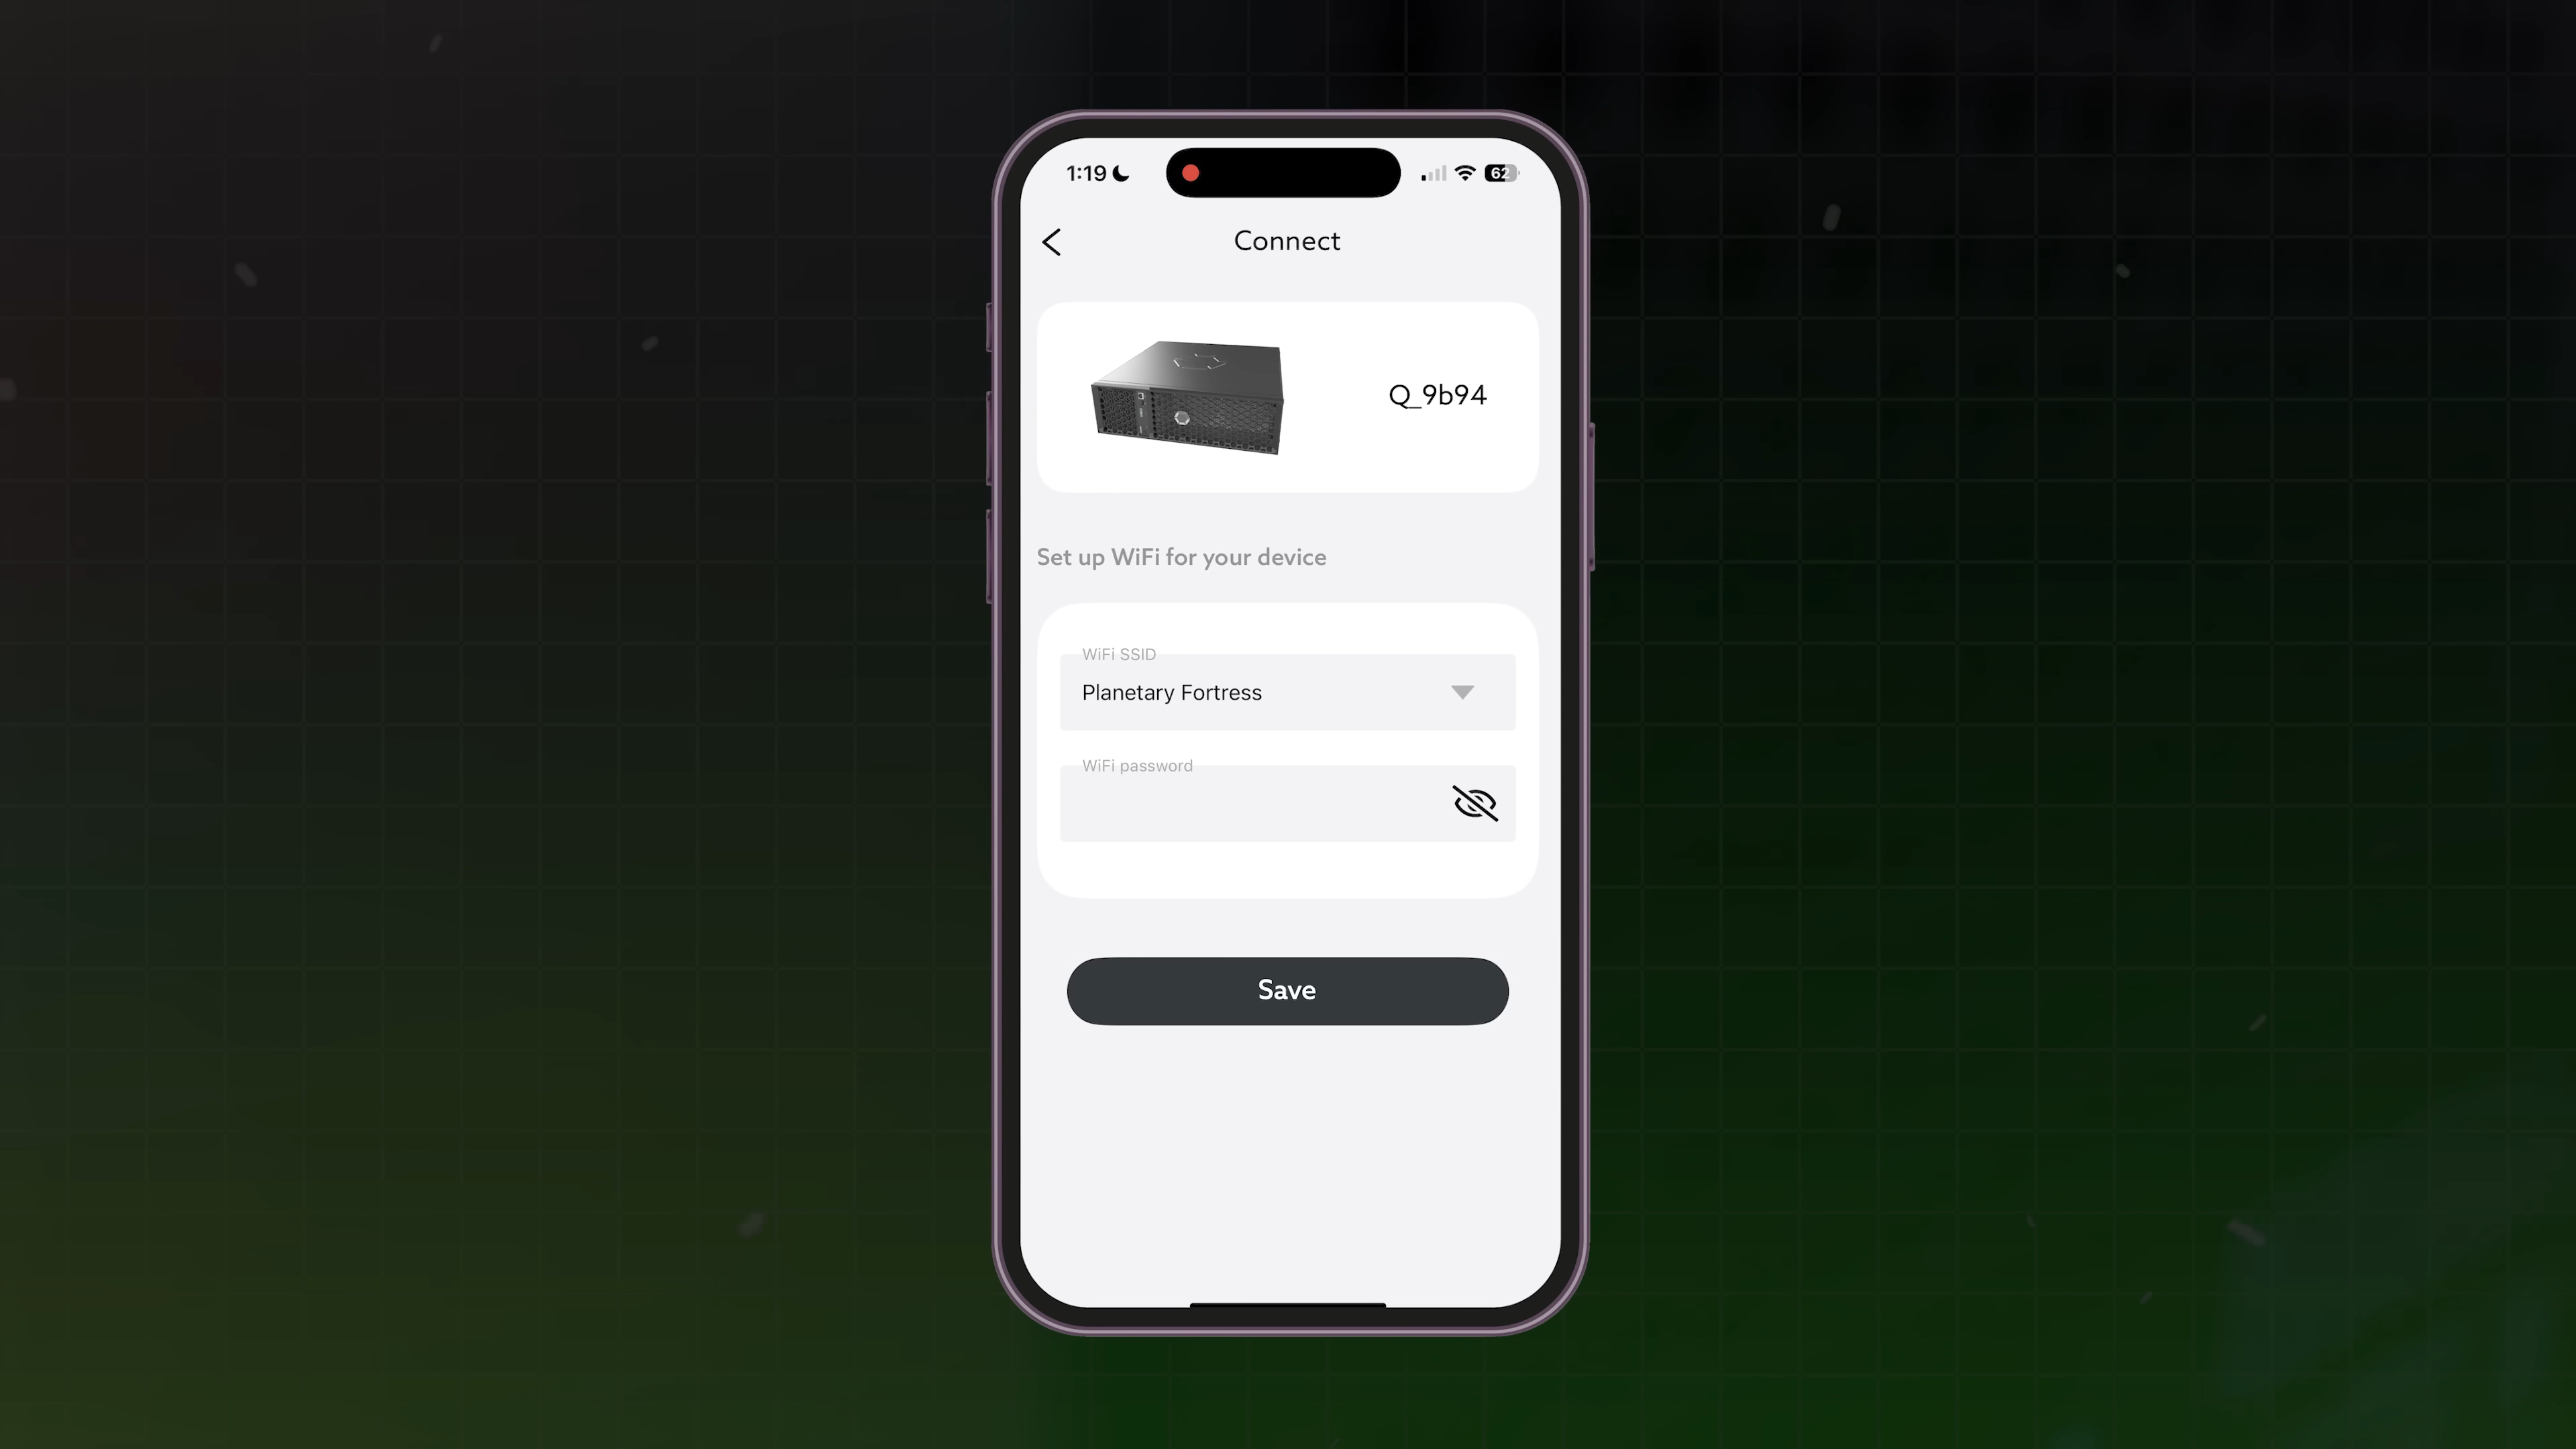 1:19
62
Connect
Q_9b94
Set up WiFi for your device
WiFi SSID
Planetary Fortress
WiFi password
Save